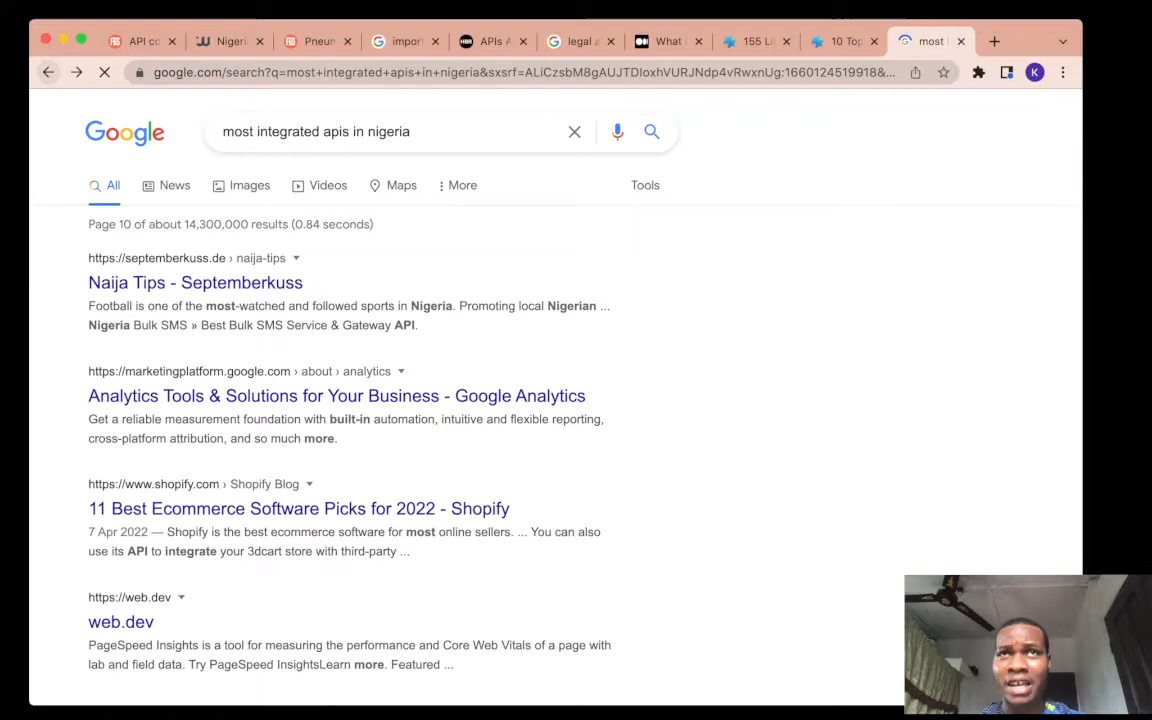 API co
Nigeri
Pneun
impor
HBR
APIs A
legal a
What I
155 Li
10 Top
most
google.com/search?q=most+integrated+apis+in+nigeria&sxsrf=ALiCzsbM8gAUJTDIoxhVURJNdp4vRwxnUg:1660124519918&...
K
Google
most integrated apis in nigeria
All
News
Images
Videos
Maps
More
Tools
Page 10 of about 14,300,000 results (0.84 seconds)
https://septemberkuss.de › naija-tips
Naija Tips - Septemberkuss
Football is one of the most-watched and followed sports in Nigeria. Promoting local Nigerian ...
Nigeria Bulk SMS » Best Bulk SMS Service & Gateway API.
https://marketingplatform.google.com › about › analytics
Analytics Tools & Solutions for Your Business - Google Analytics
Get a reliable measurement foundation with built-in automation, intuitive and flexible reporting,
cross-platform attribution, and so much more.
https://www.shopify.com › Shopify Blog
11 Best Ecommerce Software Picks for 2022 - Shopify
7 Apr 2022 — Shopify is the best ecommerce software for most online sellers. ... You can also
use its API to integrate your 3dcart store with third-party ...
https://web.dev
web.dev
PageSpeed Insights is a tool for measuring the performance and Core Web Vitals of a page with
lab and field data. Try PageSpeed InsightsLearn more. Featured ...